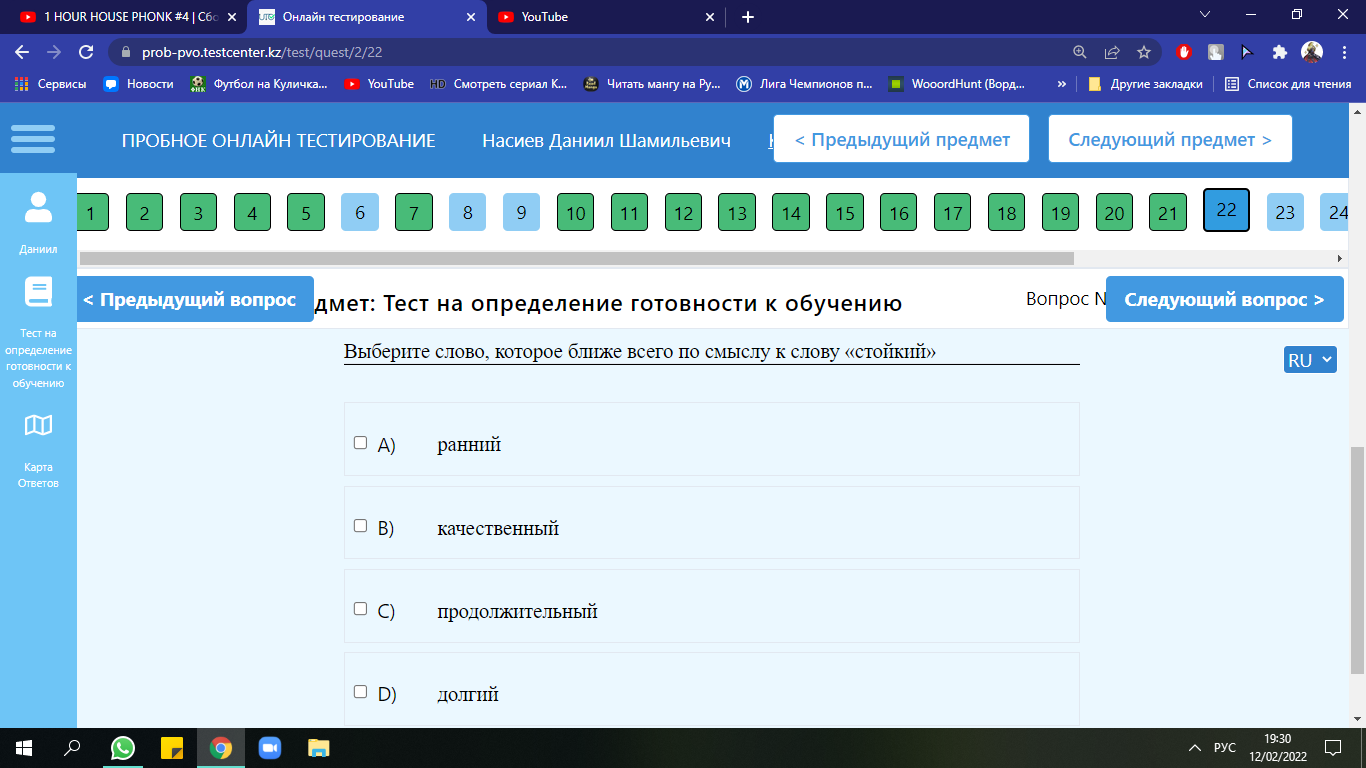 1 HOUR HOUSE PHONK #4 | Сбо
Онлайн тестирование
YouTube
prob-pvo.testcenter.kz/test/quest/2/22
Сервисы
Новости
Футбол на Куличка...
YouTube
HD Смотреть сериал К...
Читать мангу на Ру...
Лига Чемпионов п...
WooordHunt (Ворд...
»
Другие закладки
Список для чтения
ПРОБНОЕ ОНЛАЙН ТЕСТИРОВАНИЕ
Насиев Даниил Шамильевич
< Предыдущий предмет
Следующий предмет >
1 2 3 4 5 6 7 8 9 10 11 12 13 14 15 16 17 18 19 20 21 22 23 24
Даниил
Тест на
определение
готовности к
обучению
Карта
Ответов
< Предыдущий вопрос
дмет: Тест на определение готовности к обучению
Вопрос N
Следующий вопрос >
Выберите слово, которое ближе всего по смыслу к слову «стойкий»
RU
A) ранний
B) качественный
C) продолжительный
D) долгий
РУС
19:30
12/02/2022